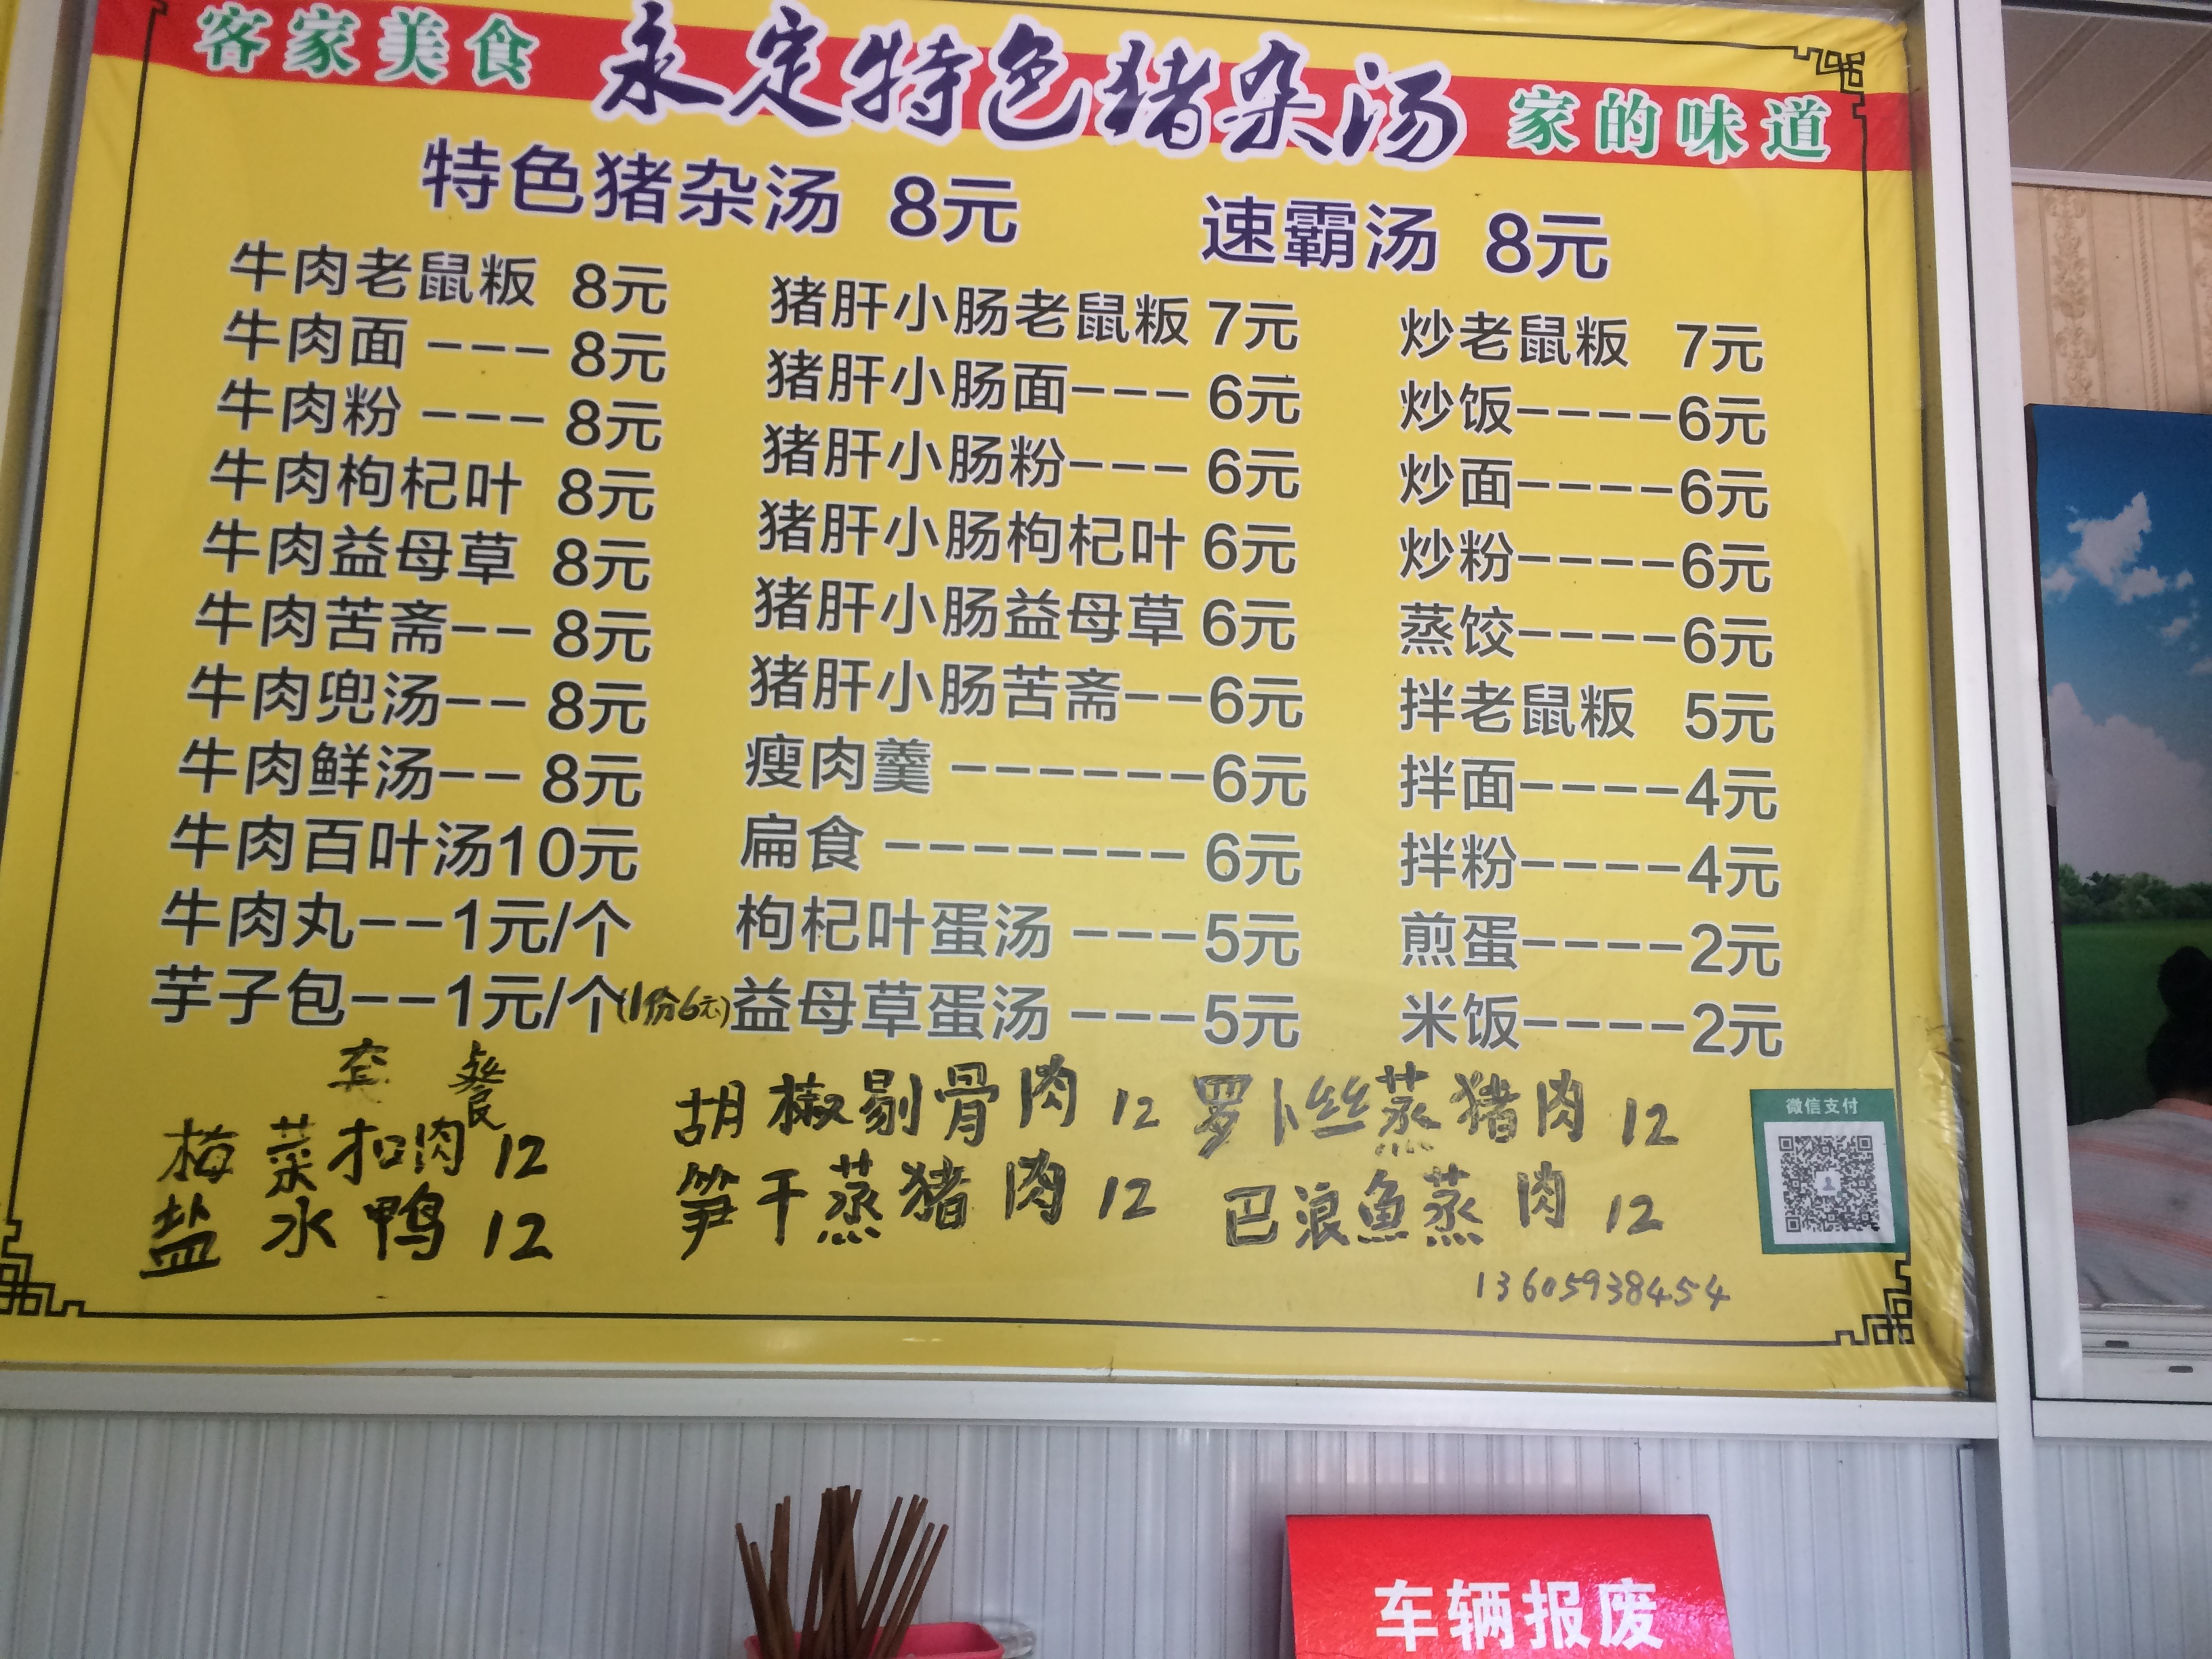 客家美食 永定特色猪杂汤 家的味道
特色猪杂汤 8元 速霸汤 8元
牛肉老鼠粄 8元
牛肉面 --- 8元
牛肉粉 --- 8元
牛肉枸杞叶 8元
牛肉益母草 8元
牛肉苦斋-- 8元
牛肉兜汤-- 8元
牛肉鲜汤-- 8元
牛肉百叶汤10元
牛肉丸--1元/个
芋子包--1元/个(1份6元)
猪肝小肠老鼠粄 7元
猪肝小肠面--- 6元
猪肝小肠粉--- 6元
猪肝小肠枸杞叶 6元
猪肝小肠益母草 6元
猪肝小肠苦斋--6元
瘦肉羹 ------6元
扁食 ------- 6元
枸杞叶蛋汤 ---5元
益母草蛋汤 ---5元
炒老鼠粄 7元
炒饭----6元
炒面----6元
炒粉----6元
蒸饺----6元
拌老鼠粄 5元
拌面----4元
拌粉----4元
煎蛋----2元
米饭----2元
套餐
梅菜扣肉 12 胡椒剔骨肉 12 罗卜丝蒸猪肉 12
盐水鸭 12 笋干蒸猪肉 12 巴浪魚蒸肉 12
13605938454
微信支付
车辆报废